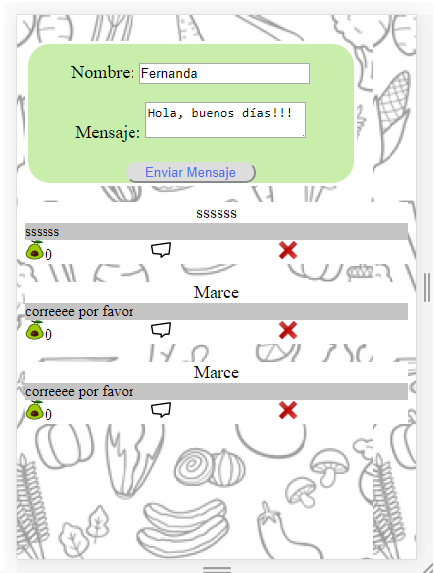 Nombre: Fernanda
Mensaje: Hola, buenos días!!!
Enviar Mensaje
ssssss
ssssss
0
Marce
correeee por favor
0
Marce
correeee por favor
0